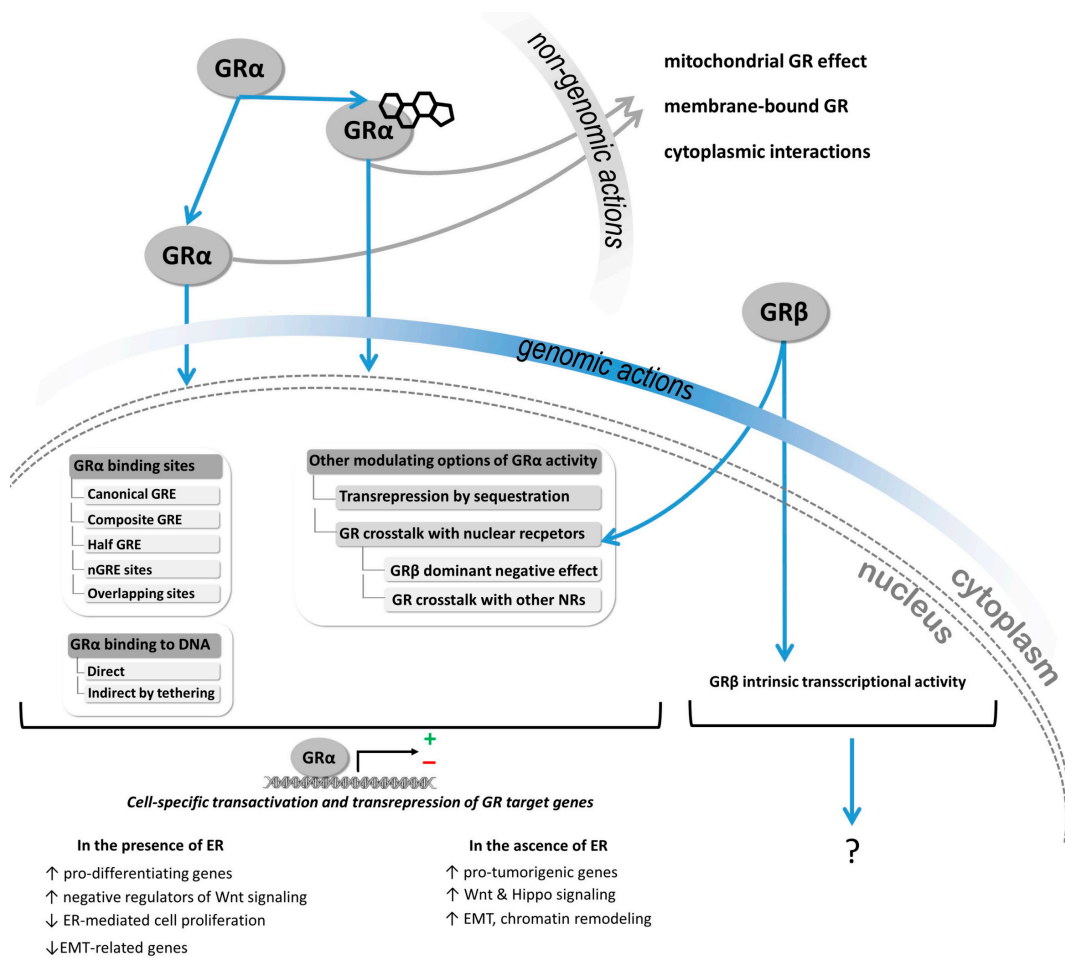 GRα
GRα
GRα
non-genomic actions
mitochondrial GR effect
membrane-bound GR
cytoplasmic interactions
GRβ
genomic actions
nucleus
cytoplasm
GRα binding sites
Canonical GRE
Composite GRE
Half GRE
nGRE sites
Overlapping sites
GRα binding to DNA
Direct
Indirect by tethering
Other modulating options of GRα activity
Transrepression by sequestration
GR crosstalk with nuclear recpetors
GRβ dominant negative effect
GR crosstalk with other NRs
GRβ intrinsic transscriptional activity
GRα
+
−
Cell-specific transactivation and transrepression of GR target genes
In the presence of ER
↑ pro-differentiating genes
↑ negative regulators of Wnt signaling
↓ ER-mediated cell proliferation
↓EMT-related genes
In the ascence of ER
↑ pro-tumorigenic genes
↑ Wnt & Hippo signaling
↑ EMT, chromatin remodeling
?